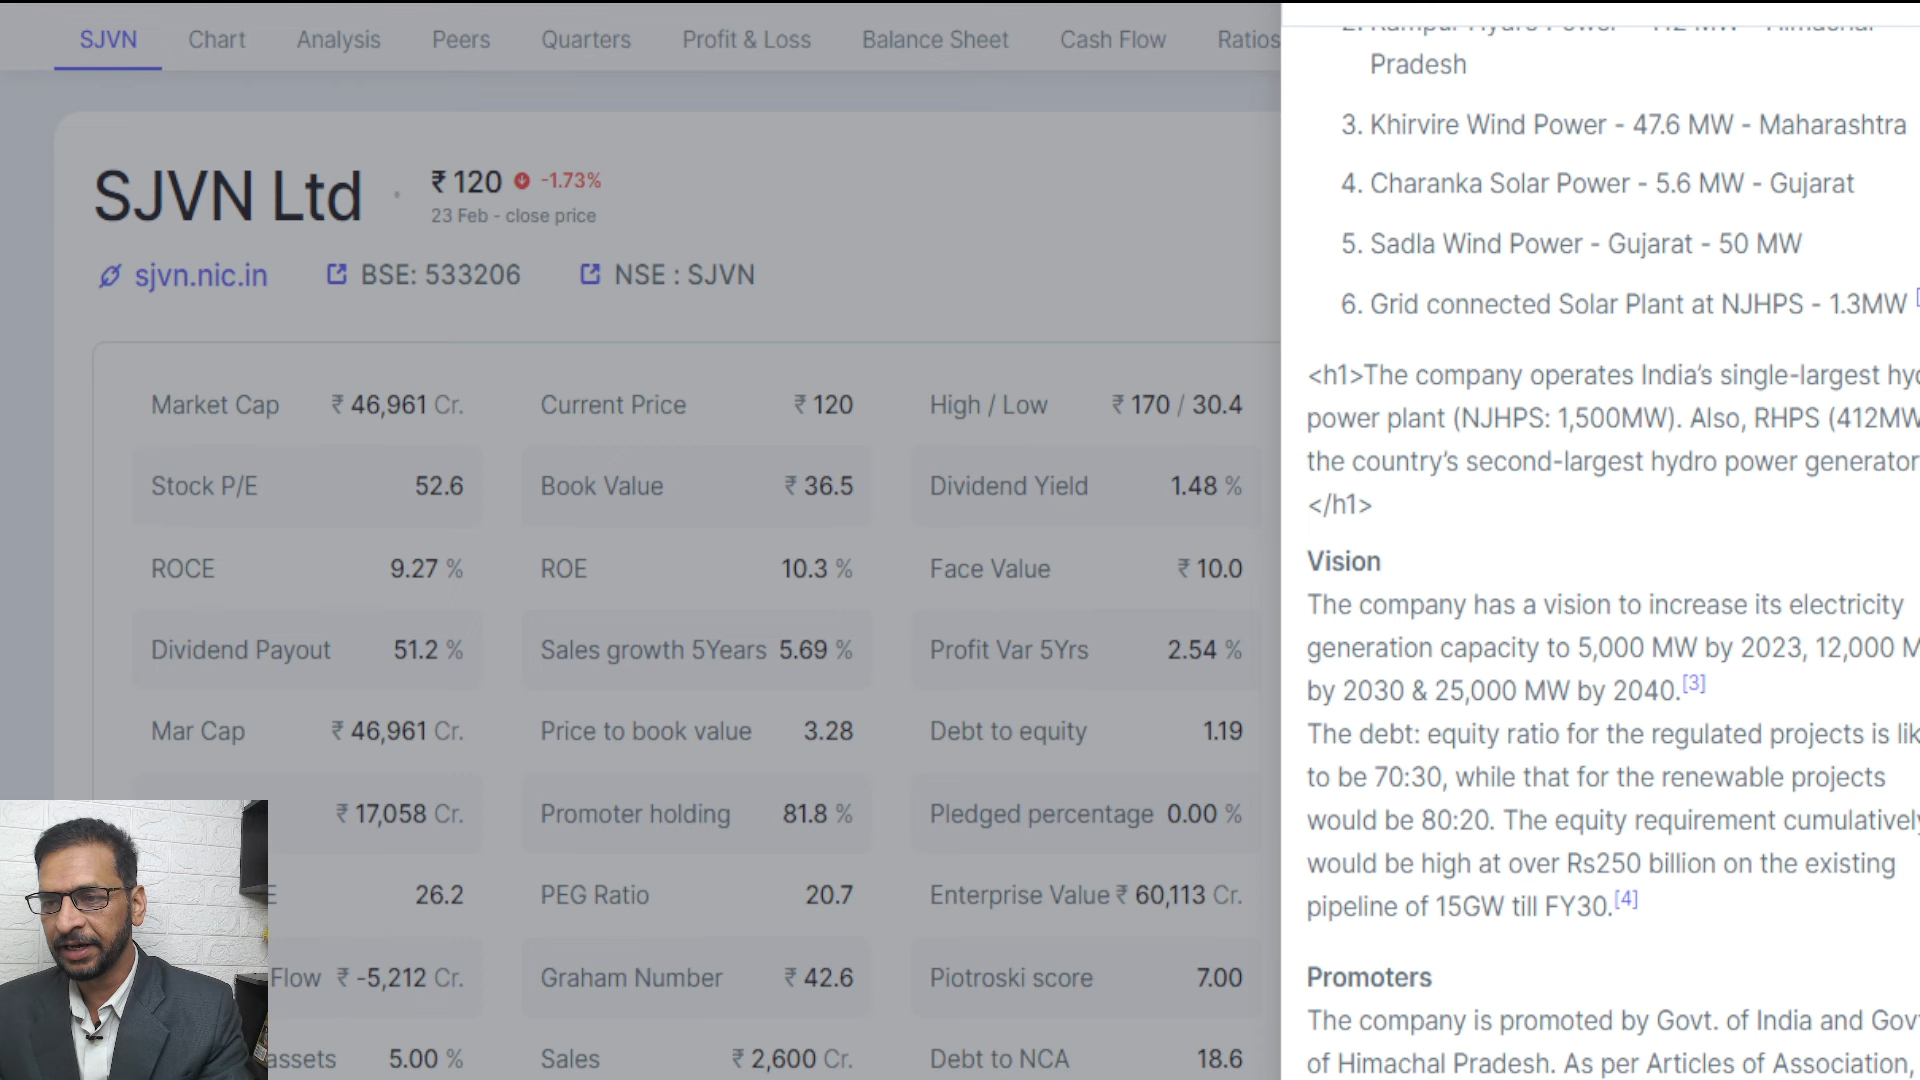 SJVN Chart Analysis Peers Quarters Profit & Loss Balance Sheet Cash Flow Ratios
SJVN Ltd
₹ 120 -1.73%
23 Feb - close price
sjvn.nic.in BSE: 533206 NSE : SJVN
Market Cap ₹ 46,961 Cr. Current Price ₹ 120 High / Low ₹ 170 / 30.4
Stock P/E 52.6 Book Value ₹ 36.5 Dividend Yield 1.48 %
ROCE 9.27 % ROE 10.3 % Face Value ₹ 10.0
Dividend Payout 51.2 % Sales growth 5Years 5.69 % Profit Var 5Yrs 2.54 %
Mar Cap ₹ 46,961 Cr. Price to book value 3.28 Debt to equity 1.19
₹ 17,058 Cr. Promoter holding 81.8 % Pledged percentage 0.00 %
E 26.2 PEG Ratio 20.7 Enterprise Value ₹ 60,113 Cr.
Flow ₹ -5,212 Cr. Graham Number ₹ 42.6 Piotroski score 7.00
assets 5.00 % Sales ₹ 2,600 Cr. Debt to NCA 18.6
Pradesh
3. Khirvire Wind Power - 47.6 MW - Maharashtra
4. Charanka Solar Power - 5.6 MW - Gujarat
5. Sadla Wind Power - Gujarat - 50 MW
6. Grid connected Solar Plant at NJHPS - 1.3MW
<h1>The company operates India's single-largest
power plant (NJHPS: 1,500MW). Also, RHPS (412MW
the country's second-largest hydro power generator
</h1>
Vision
The company has a vision to increase its electricity
generation capacity to 5,000 MW by 2023, 12,000 M
by 2030 & 25,000 MW by 2040.[3]
The debt: equity ratio for the regulated projects is
to be 70:30, while that for the renewable projects
would be 80:20. The equity requirement cumulatively
would be high at over Rs250 billion on the existing
pipeline of 15GW till FY30.[4]
Promoters
The company is promoted by Govt. of India and
of Himachal Pradesh. As per Articles of Association,